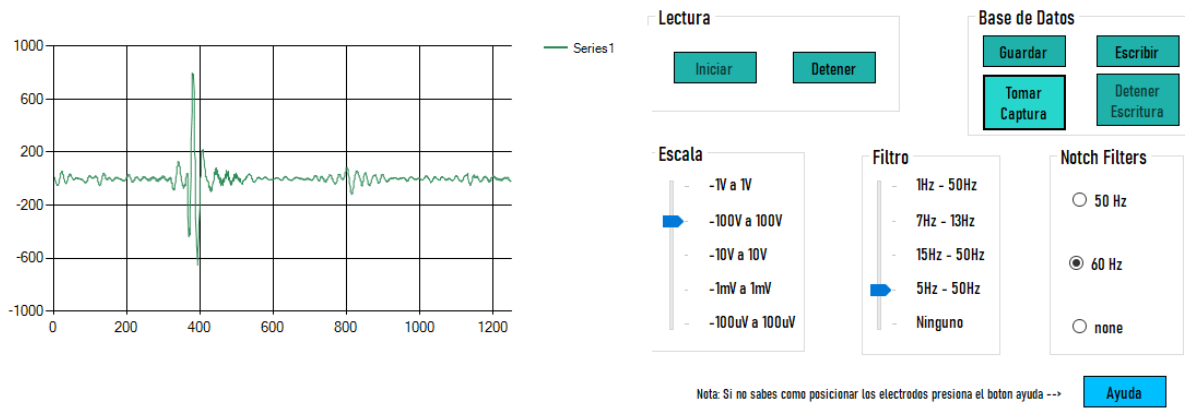 1000
600
200
-200
-600
-1000
0 200 400 600 800 1000 1200
Series1
Lectura
Iniciar Detener
Base de Datos
Guardar Escribir
Tomar
Captura
Detener
Escritura
Escala
-1V a 1V
-100V a 100V
-10V a 10V
-1mV a 1mV
-100uV a 100uV
Filtro
1Hz - 50Hz
7Hz - 13Hz
15Hz - 50Hz
5Hz - 50Hz
Ninguno
Notch Filters
50 Hz
60 Hz
none
Nota: Si no sabes como posicionar los electrodos presiona el boton ayuda -->
Ayuda